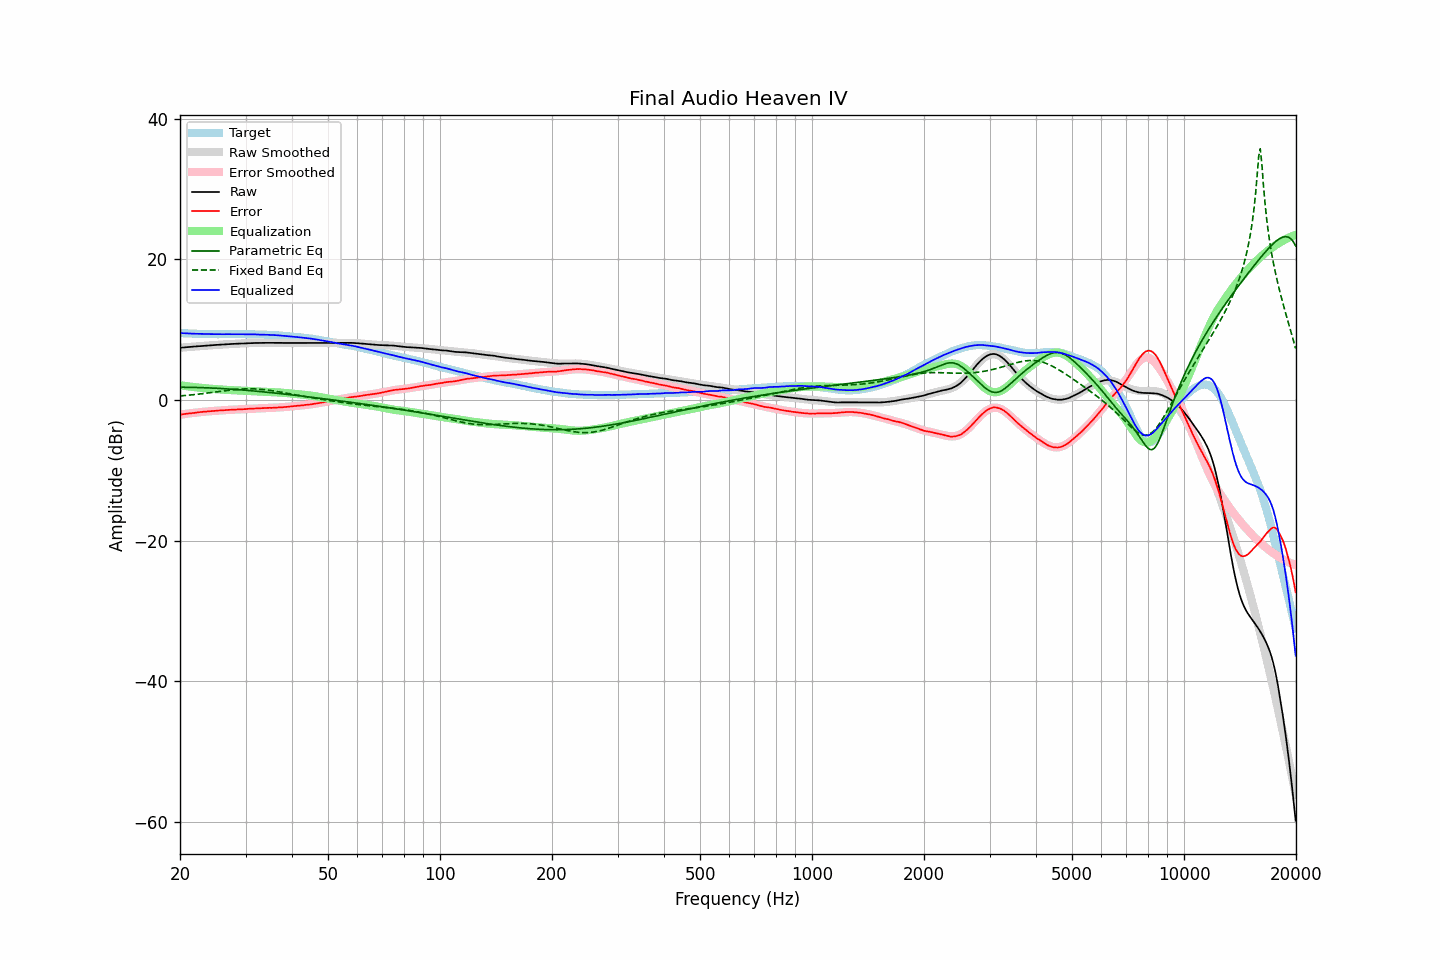 Final Audio Heaven IV
40
20
0
−20
−40
−60
Amplitude (dBr)
Target
Raw Smoothed
Error Smoothed
Raw
Error
Equalization
Parametric Eq
Fixed Band Eq
Equalized
20 50 100 200 500 1000 2000 5000 10000 20000
Frequency (Hz)